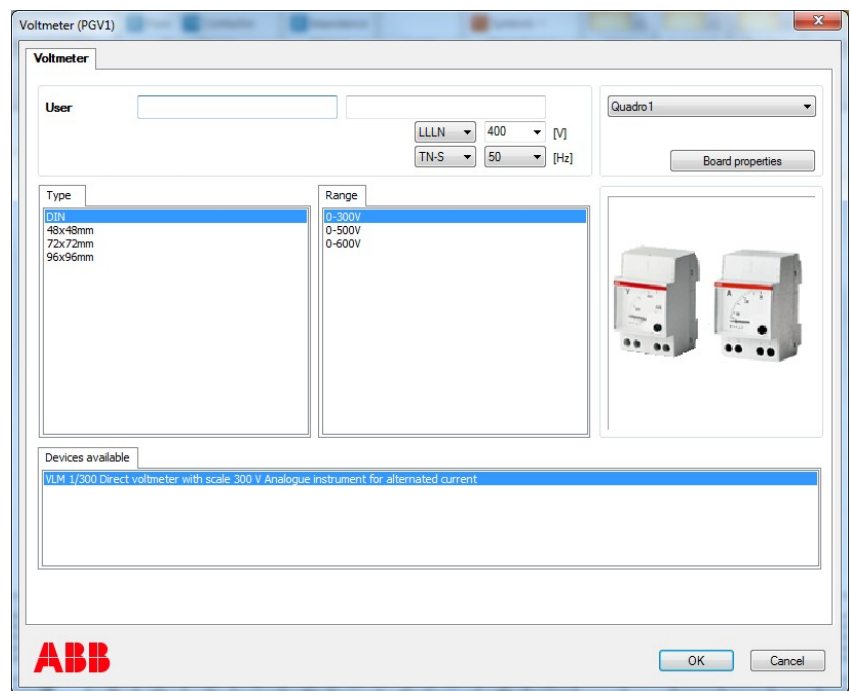 Voltmeter (PGV1)
Voltmeter
User
LLLN 400 [V]
TN-S 50 [Hz]
Quadro1
Board properties
Type
DIN
48x48mm
72x72mm
96x96mm
Range
0-300V
0-500V
0-600V
V
A
Devices available
VLM 1/300 Direct voltmeter with scale 300 V Analogue instrument for alternated current
ABB
OK Cancel